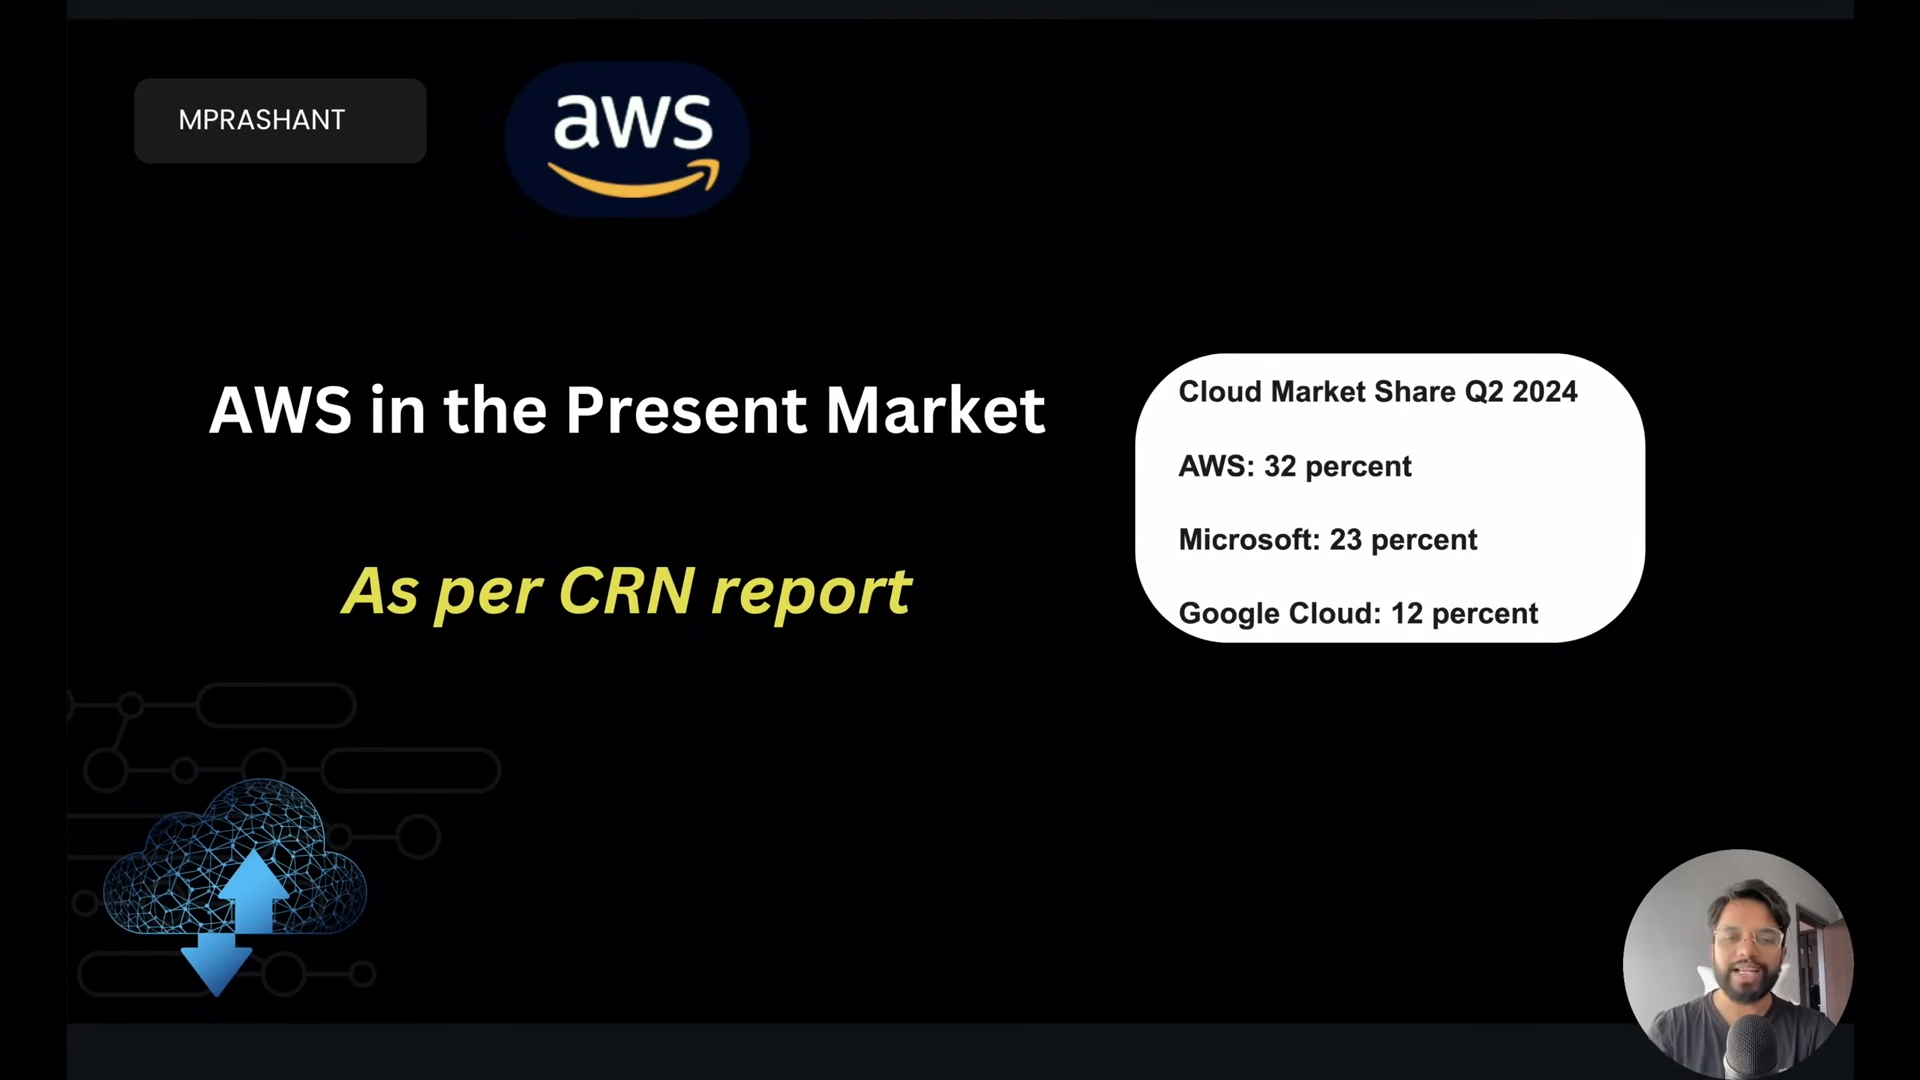 MPRASHANT
aws
AWS in the Present Market
As per CRN report
Cloud Market Share Q2 2024
AWS: 32 percent
Microsoft: 23 percent
Google Cloud: 12 percent